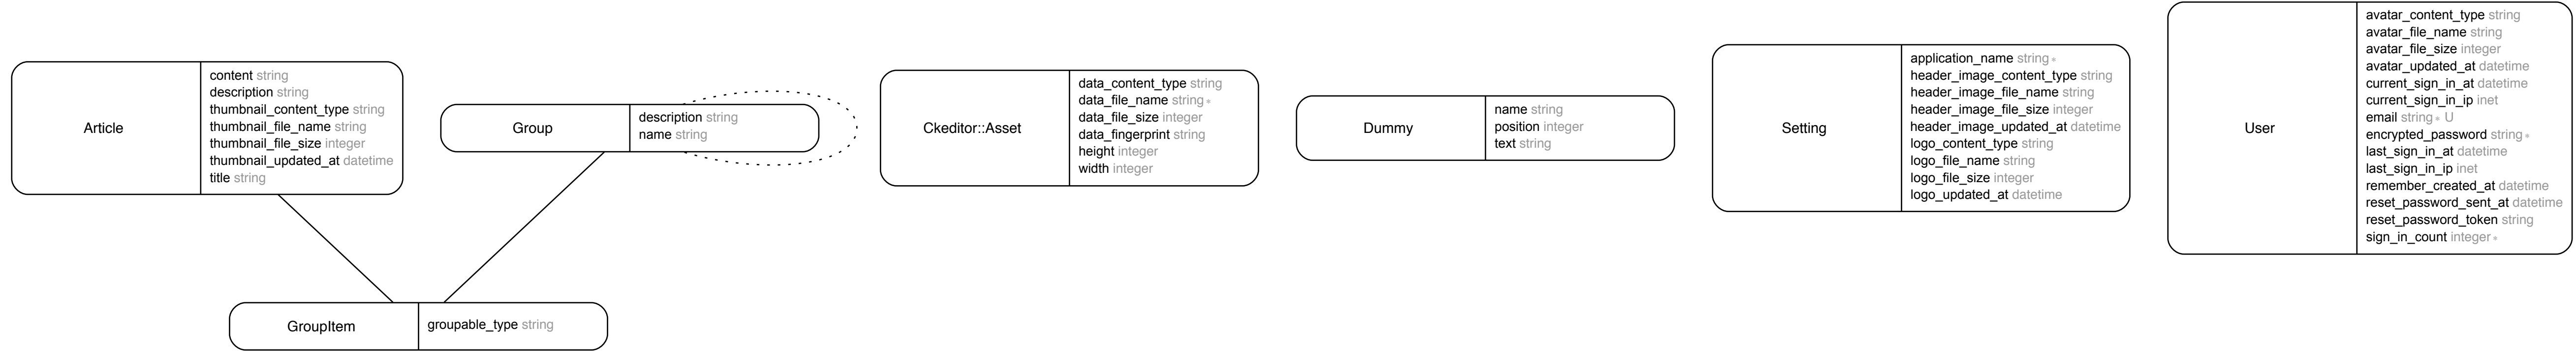 Article
content string
description string
thumbnail_content_type string
thumbnail_file_name string
thumbnail_file_size integer
thumbnail_updated_at datetime
title string
Group
description string
name string
Ckeditor::Asset
data_content_type string
data_file_name string *
data_file_size integer
data_fingerprint string
height integer
width integer
Dummy
name string
position integer
text string
Setting
application_name string *
header_image_content_type string
header_image_file_name string
header_image_file_size integer
header_image_updated_at datetime
logo_content_type string
logo_file_name string
logo_file_size integer
logo_updated_at datetime
User
avatar_content_type string
avatar_file_name string
avatar_file_size integer
avatar_updated_at datetime
current_sign_in_at datetime
current_sign_in_ip inet
email string * U
encrypted_password string *
last_sign_in_at datetime
last_sign_in_ip inet
remember_created_at datetime
reset_password_sent_at datetime
reset_password_token string
sign_in_count integer *
GroupItem
groupable_type string